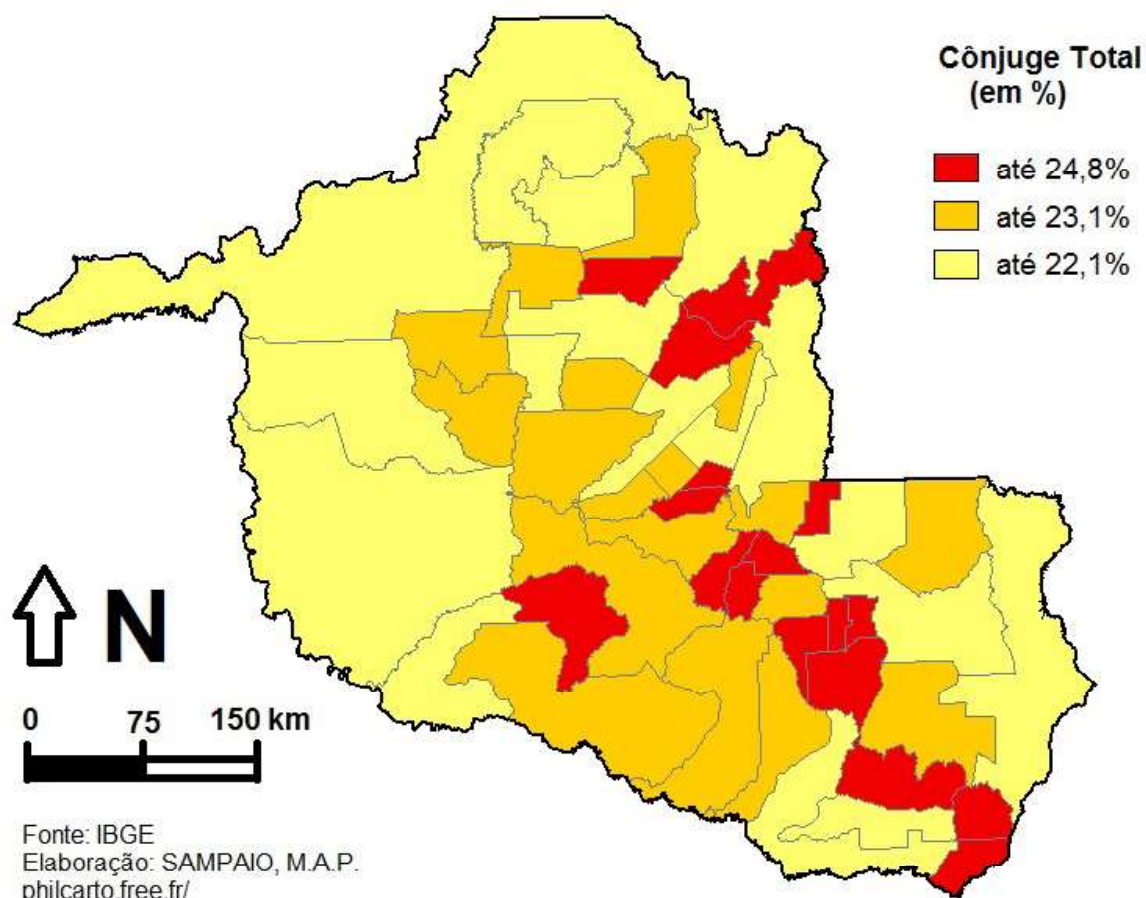 Cônjuge Total
(em %)
até 24,8%
até 23,1%
até 22,1%
N
0 75 150 km
Fonte: IBGE
Elaboração: SAMPAIO, M.A.P.
philcarto.free.fr/